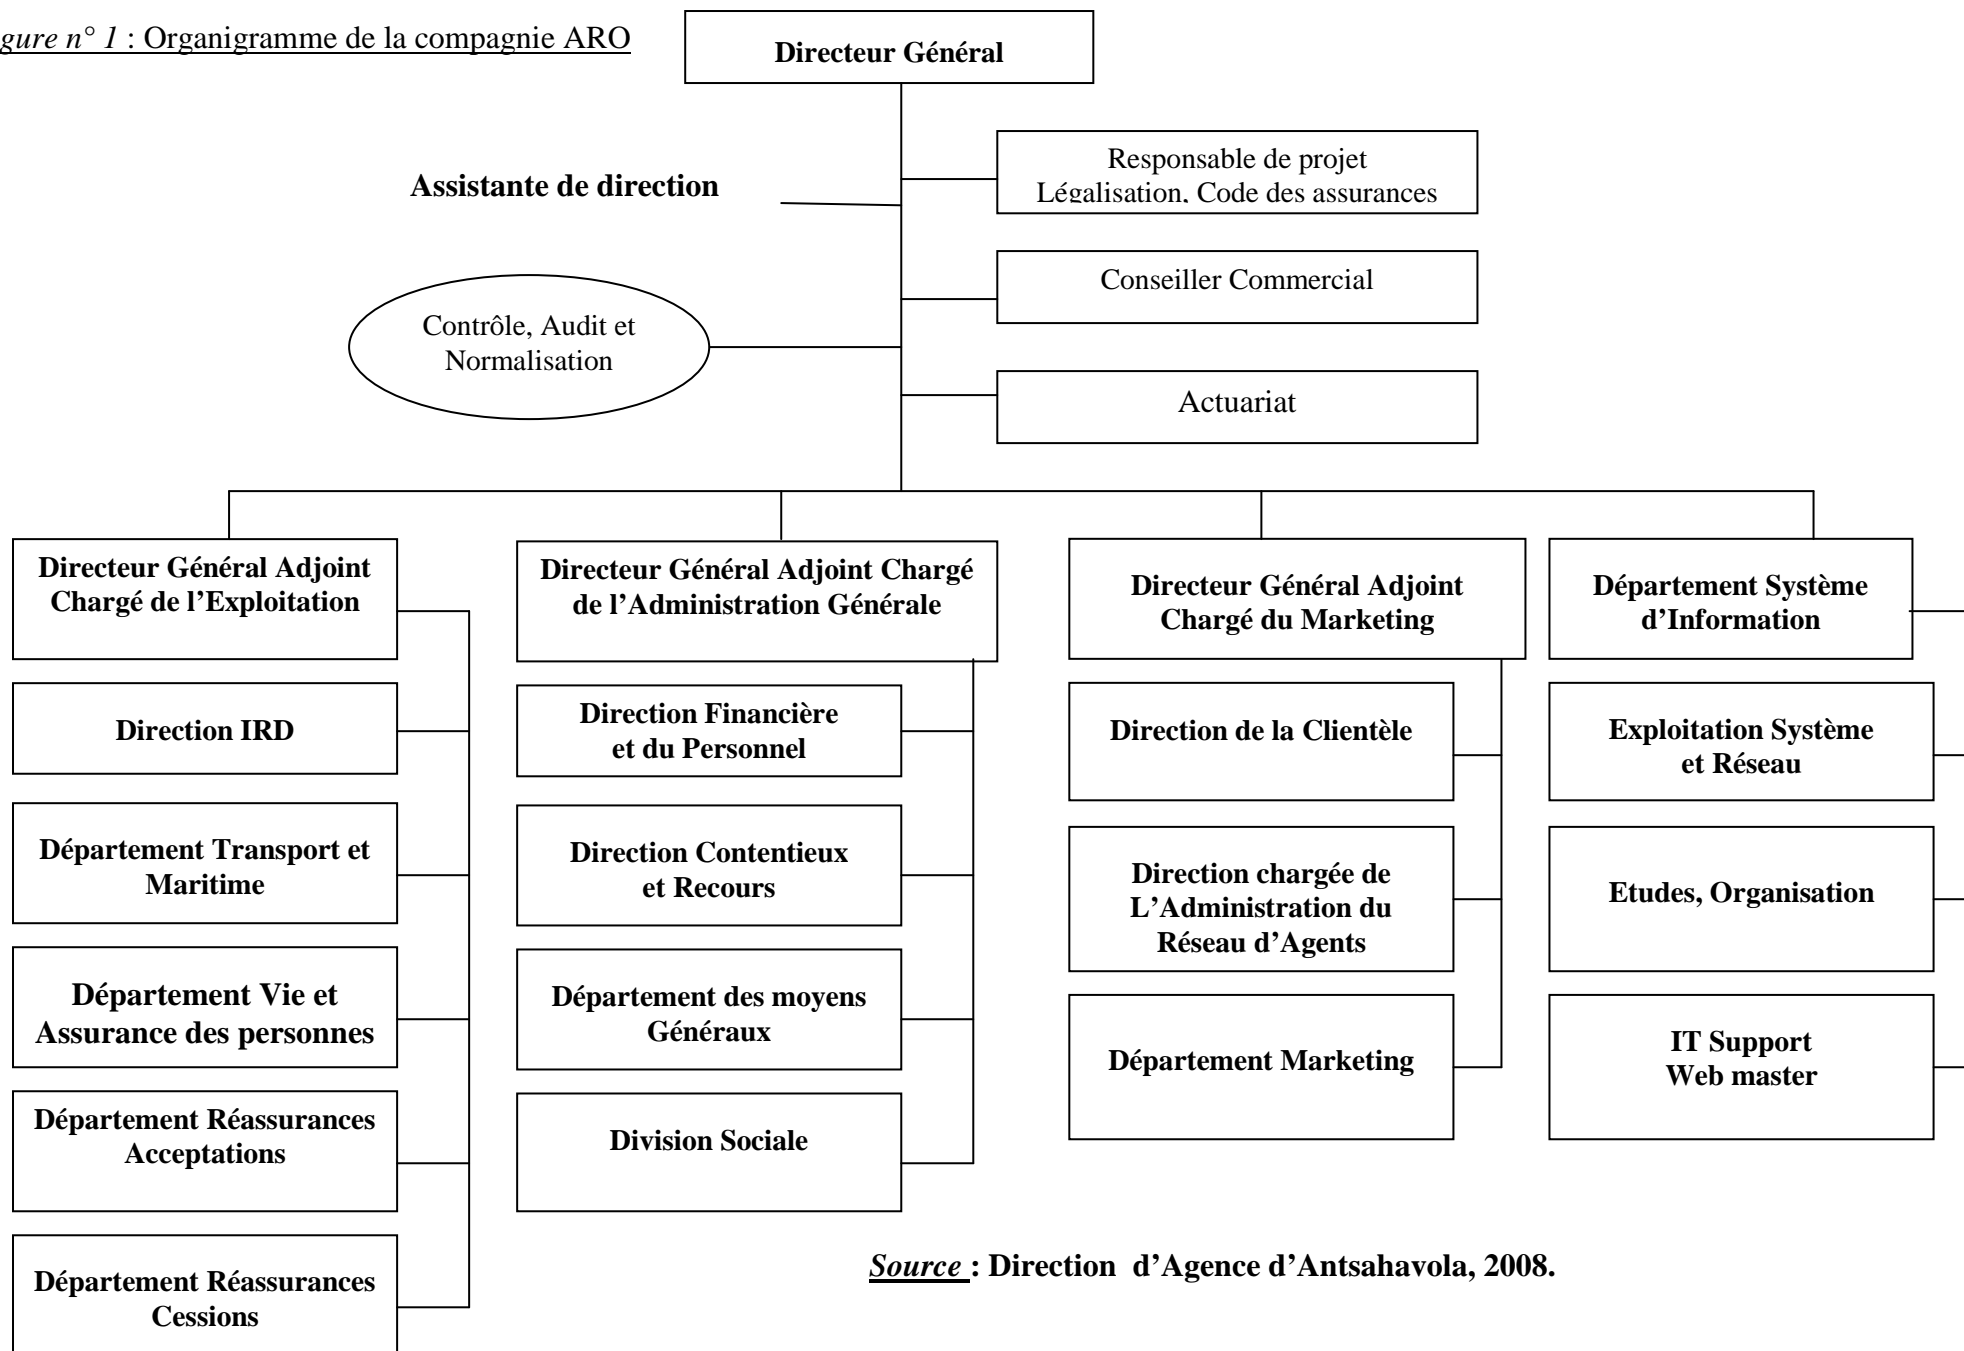 gure n° 1 : Organigramme de la compagnie ARO
Directeur Général
Assistante de direction
Responsable de projet
Légalisation, Code des assurances
Conseiller Commercial
Contrôle, Audit et
Normalisation
Actuariat
Directeur Général Adjoint
Chargé de l’Exploitation
Direction IRD
Département Transport et
Maritime
Département Vie et
Assurance des personnes
Département Réassurances
Acceptations
Département Réassurances
Cessions
Directeur Général Adjoint Chargé
de l’Administration Générale
Direction Financière
et du Personnel
Direction Contentieux
et Recours
Département des moyens
Généraux
Division Sociale
Directeur Général Adjoint
Chargé du Marketing
Direction de la Clientèle
Direction chargée de
L’Administration du
Réseau d’Agents
Département Marketing
Département Système
d’Information
Exploitation Système
et Réseau
Etudes, Organisation
IT Support
Web master
Source : Direction d’Agence d’Antsahavola, 2008.